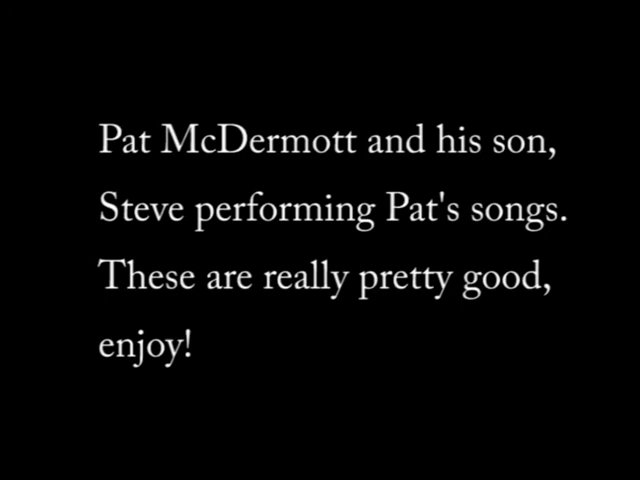 Pat McDermott and his son,
Steve performing Pat's songs.
These are really pretty good,
enjoy!